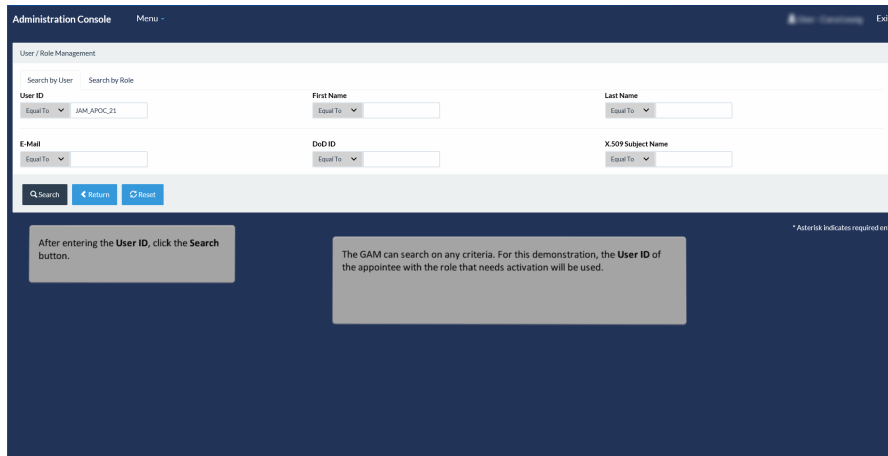 Administration Console Menu
Exi
User / Role Management
Search by User Search by Role
User ID First Name Last Name
Equal To JAM_APOC_21 Equal To Equal To
E-Mail DoD ID X.509 Subject Name
Equal To Equal To Equal To
Search Return Reset
* Asterisk indicates required en
After entering the User ID, click the Search
button.
The GAM can search on any criteria. For this demonstration, the User ID of
the appointee with the role that needs activation will be used.